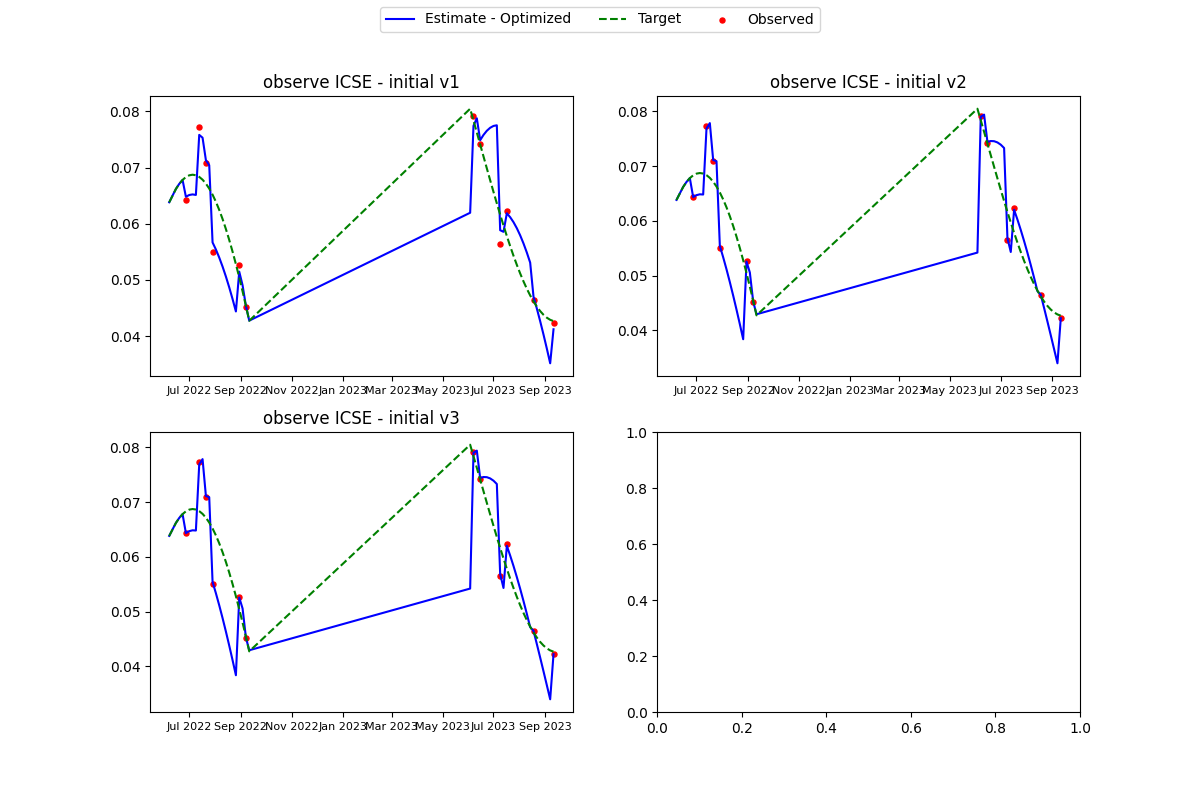 Estimate - Optimized Target Observed
observe ICSE - initial v1
0.08
0.07
0.06
0.05
0.04
Jul 2022 Sep 2022 Nov 2022 Jan 2023 Mar 2023 May 2023 Jul 2023 Sep 2023
observe ICSE - initial v2
0.08
0.07
0.06
0.05
0.04
Jul 2022 Sep 2022 Nov 2022 Jan 2023 Mar 2023 May 2023 Jul 2023 Sep 2023
observe ICSE - initial v3
0.08
0.07
0.06
0.05
0.04
Jul 2022 Sep 2022 Nov 2022 Jan 2023 Mar 2023 May 2023 Jul 2023 Sep 2023
1.0
0.8
0.6
0.4
0.2
0.0
0.0 0.2 0.4 0.6 0.8 1.0